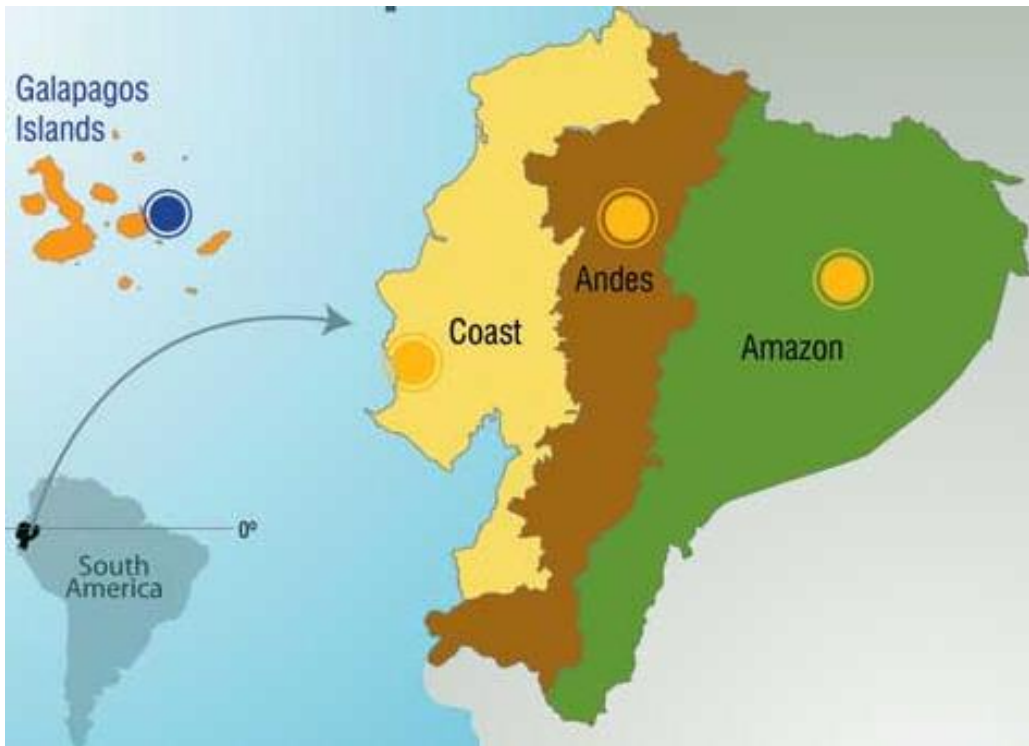 Galapagos
Islands
Coast
Andes
Amazon
0º
South
America